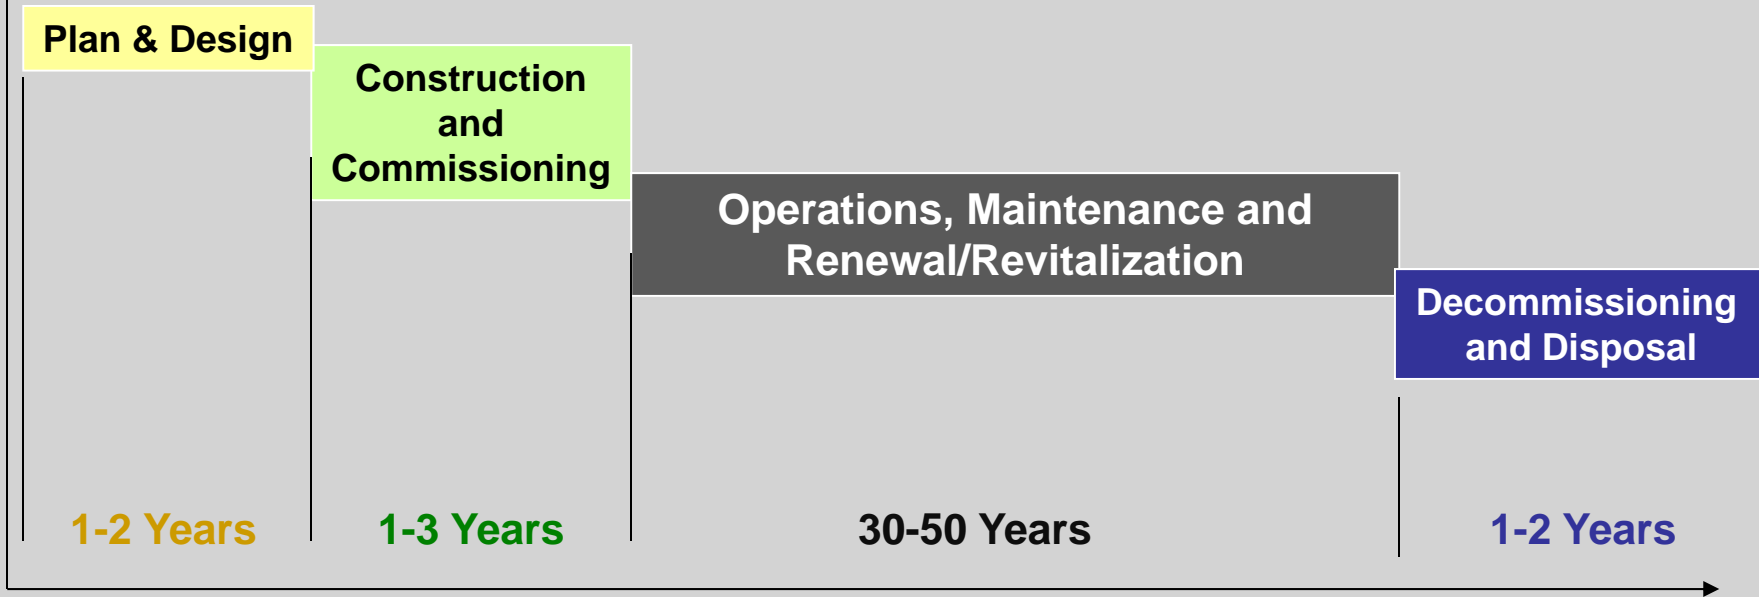 Plan & Design
Construction
and
Commissioning
Operations, Maintenance and
Renewal/Revitalization
Decommissioning
and Disposal
1-2 Years
1-3 Years
30-50 Years
1-2 Years